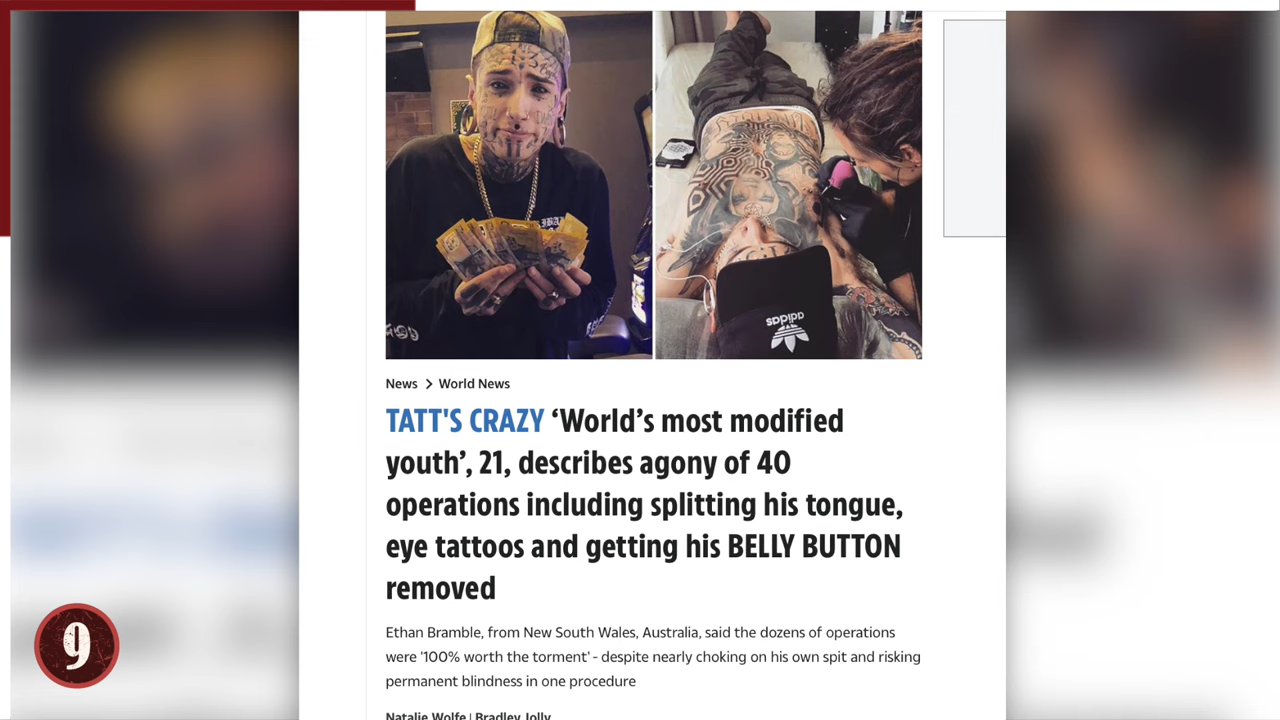 adidas
News > World News
TATT'S CRAZY ‘World’s most modified
youth’, 21, describes agony of 40
operations including splitting his tongue,
eye tattoos and getting his BELLY BUTTON
removed
Ethan Bramble, from New South Wales, Australia, said the dozens of operations
were '100% worth the torment' - despite nearly choking on his own spit and risking
permanent blindness in one procedure
Natalie Wolfe | Bradley Jolly
9